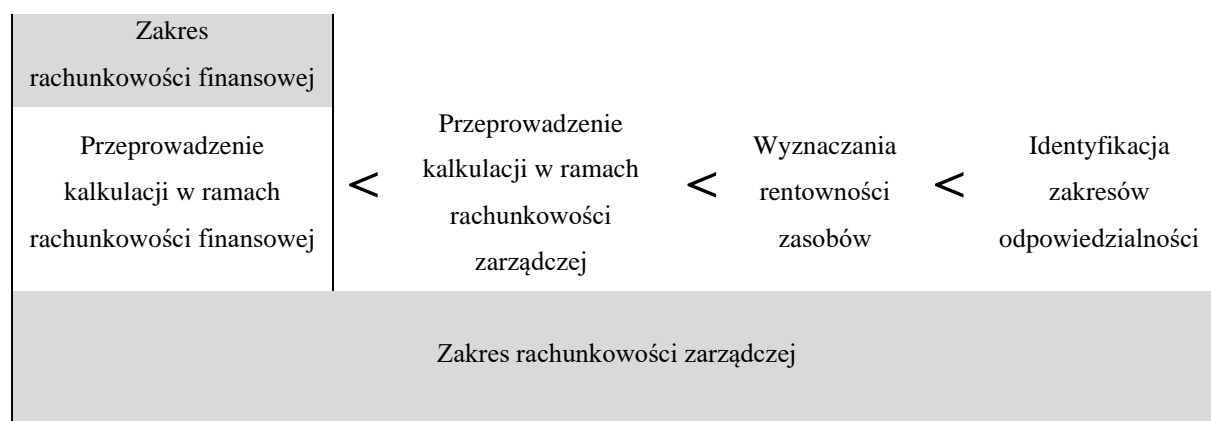 Zakres
rachunkowości finansowej
Przeprowadzenie
kalkulacji w ramach
rachunkowości finansowej
<
Przeprowadzenie
kalkulacji w ramach
rachunkowości
zarządczej
<
Wyznaczania
rentowności
zasobów
<
Identyfikacja
zakresów
odpowiedzialności
Zakres rachunkowości zarządczej